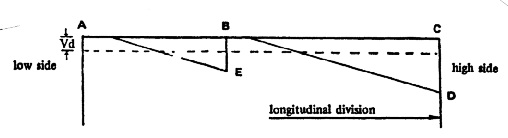 A B C
Vd
low side high side
E
D
longitudinal division